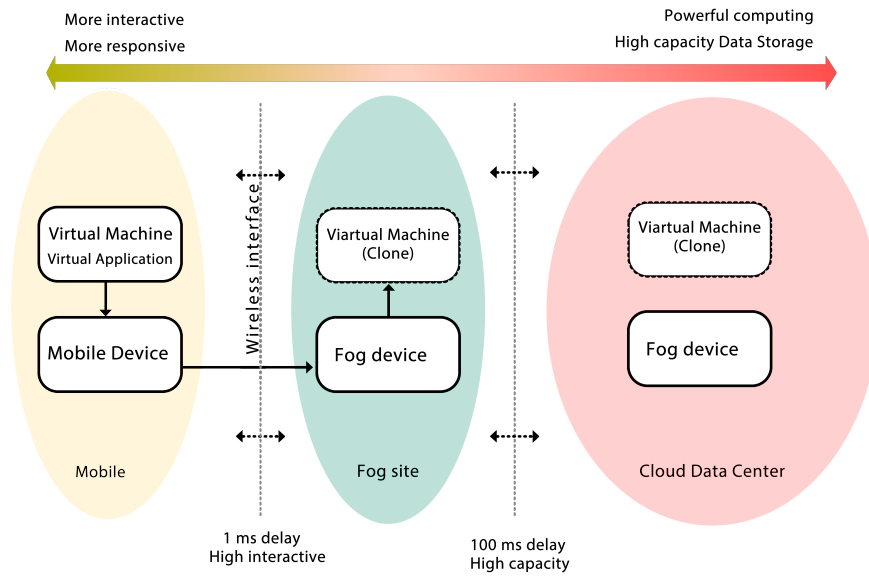 More interactive
More responsive
Powerful computing
High capacity Data Storage
Wireless interface
Virtual Machine
Virtual Application
Mobile Device
Mobile
Viartual Machine
(Clone)
Fog device
Fog site
Viartual Machine
(Clone)
Fog device
Cloud Data Center
1 ms delay
High interactive
100 ms delay
High capacity